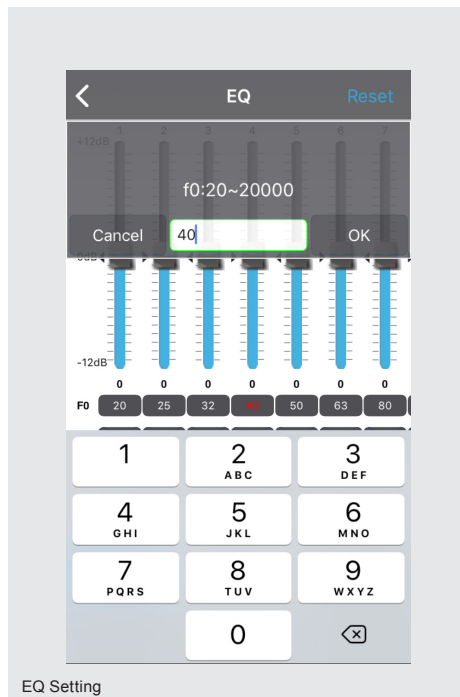 EQ Reset
1 2 3 4 5 6 7
+12dB
f0:20~20000
Cancel 40 OK
0dB
-12dB
0 0 0 0 0 0 0
F0 20 25 32 40 50 63 80
1 2 3
ABC DEF
4 5 6
GHI JKL MNO
7 8 9
PQRS TUV WXYZ
0
EQ Setting